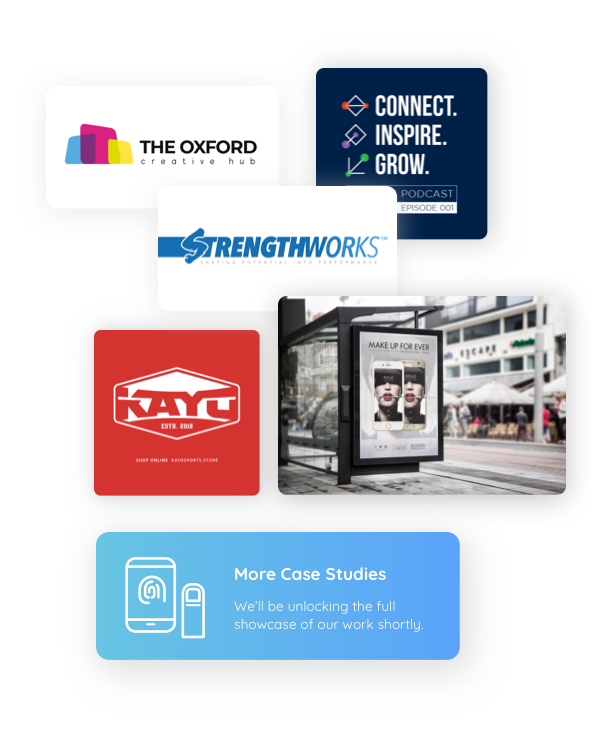 THE OXFORD
creative hub
CONNECT.
INSPIRE.
GROW.
PODCAST
EPISODE 001
STRENGTHWORKS™
SHAPING POTENTIAL INTO PERFORMANCE
MAKE UP FOR EVER
ESCAPE
KAYO
ESTD. 2018
SHOP ONLINE KAYOSPORTS.STORE
More Case Studies
We'll be unlocking the full
showcase of our work shortly.